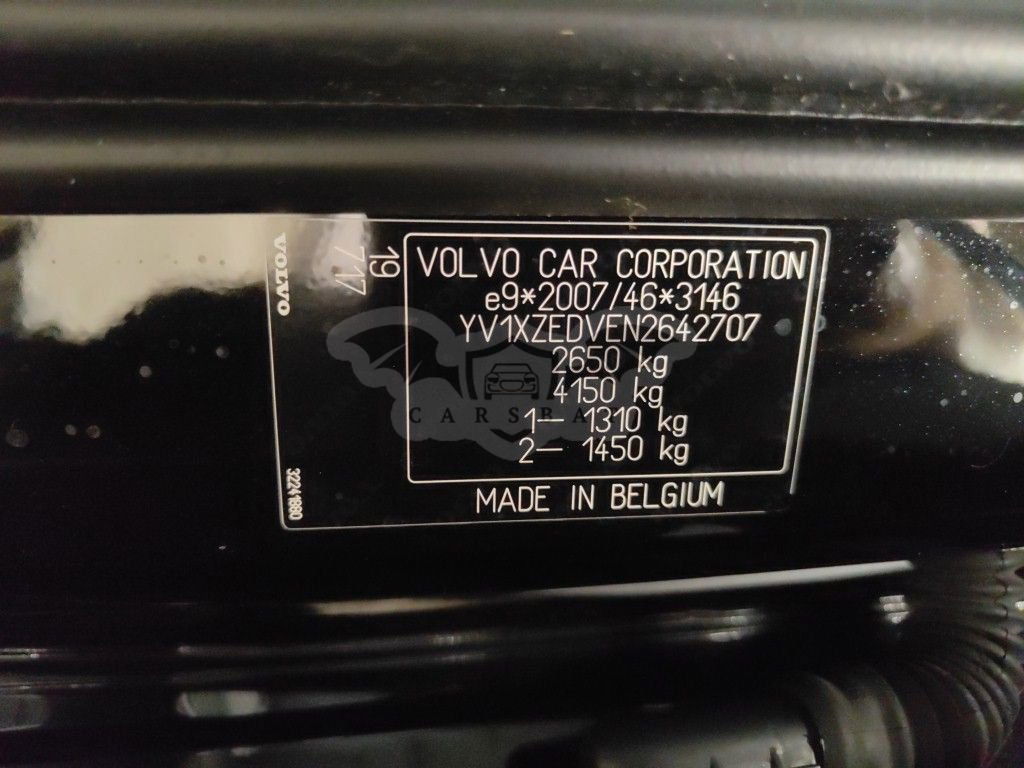 VOLVO
717
19
VOLVO CAR CORPORATION
e9*2007/46*3146
YV1XZEDVEN2642707
2650 kg
4150 kg
1— 1310 kg
2— 1450 kg
MADE IN BELGIUM
32241880